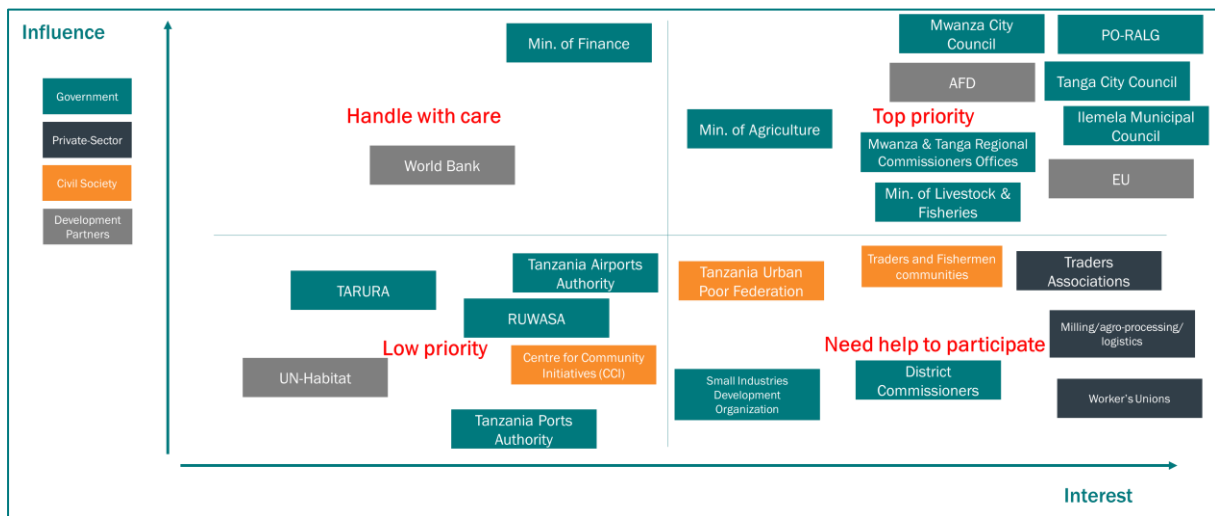 Influence
Government
Private-Sector
Civil Society
Development
Partners
Min. of Finance
Handle with care
World Bank
Mwanza City
Council
PO-RALG
AFD
Tanga City Council
Min. of Agriculture
Top priority
Ilemela Municipal
Council
Mwanza & Tanga Regional
Commissioners Offices
EU
Min. of Livestock &
Fisheries
TARURA
Tanzania Airports
Authority
RUWASA
Low priority
Centre for Community
Initiatives (CCI)
UN-Habitat
Tanzania Ports
Authority
Tanzania Urban
Poor Federation
Traders and Fishermen
communities
Traders
Associations
Milling/agro-processing/
logistics
Need help to participate
Small Industries
Development
Organization
District
Commissioners
Worker's Unions
Interest